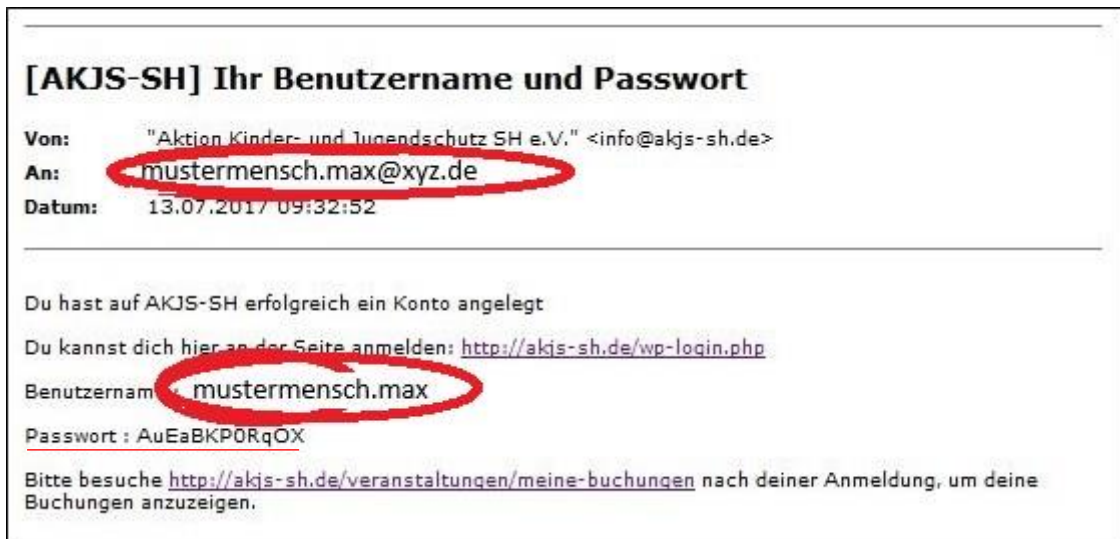 [AKJS-SH] Ihr Benutzername und Passwort
Von: "Aktion Kinder- und Jugendschutz SH e.V." <info@akjs-sh.de>
An: mustermensch.max@xyz.de
Datum: 13.07.2017 09:32:52
Du hast auf AKJS-SH erfolgreich ein Konto angelegt
Du kannst dich hier an der Seite anmelden: http://akjs-sh.de/wp-login.php
Benutzername : mustermensch.max
Passwort : AuEaBKP0RqOX
Bitte besuche http://akjs-sh.de/veranstaltungen/meine-buchungen nach deiner Anmeldung, um deine
Buchungen anzuzeigen.